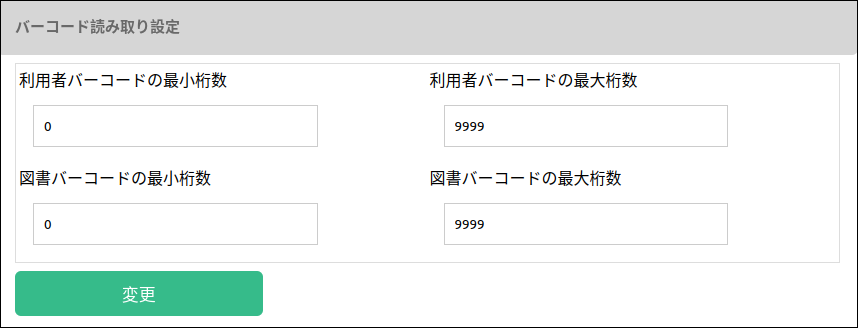 バーコード読み取り設定
利用者バーコードの最小桁数 利用者バーコードの最大桁数
0 9999
図書バーコードの最小桁数 図書バーコードの最大桁数
0 9999
変更